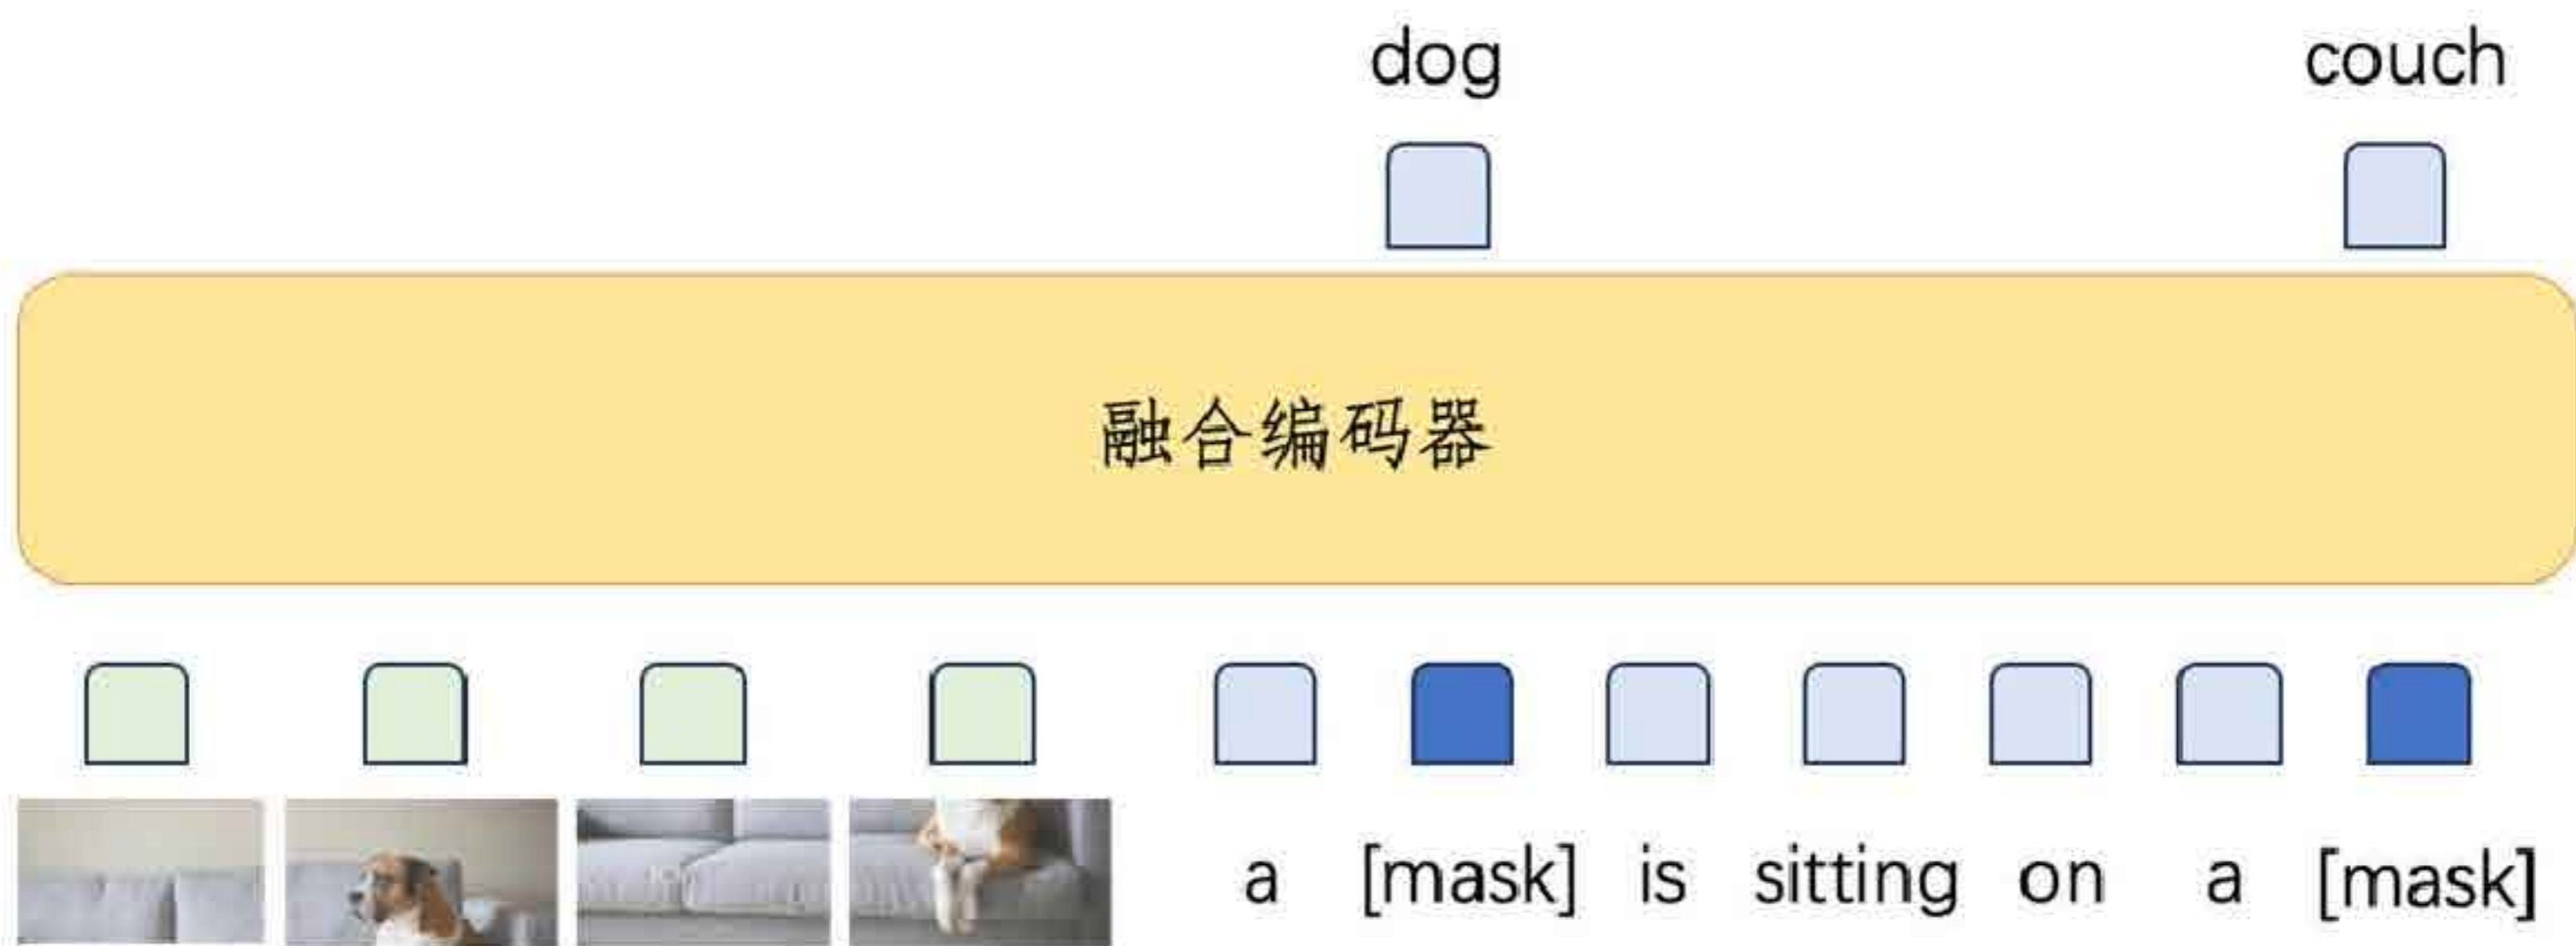 dog couch
融合编码器
a [mask] is sitting on a [mask]